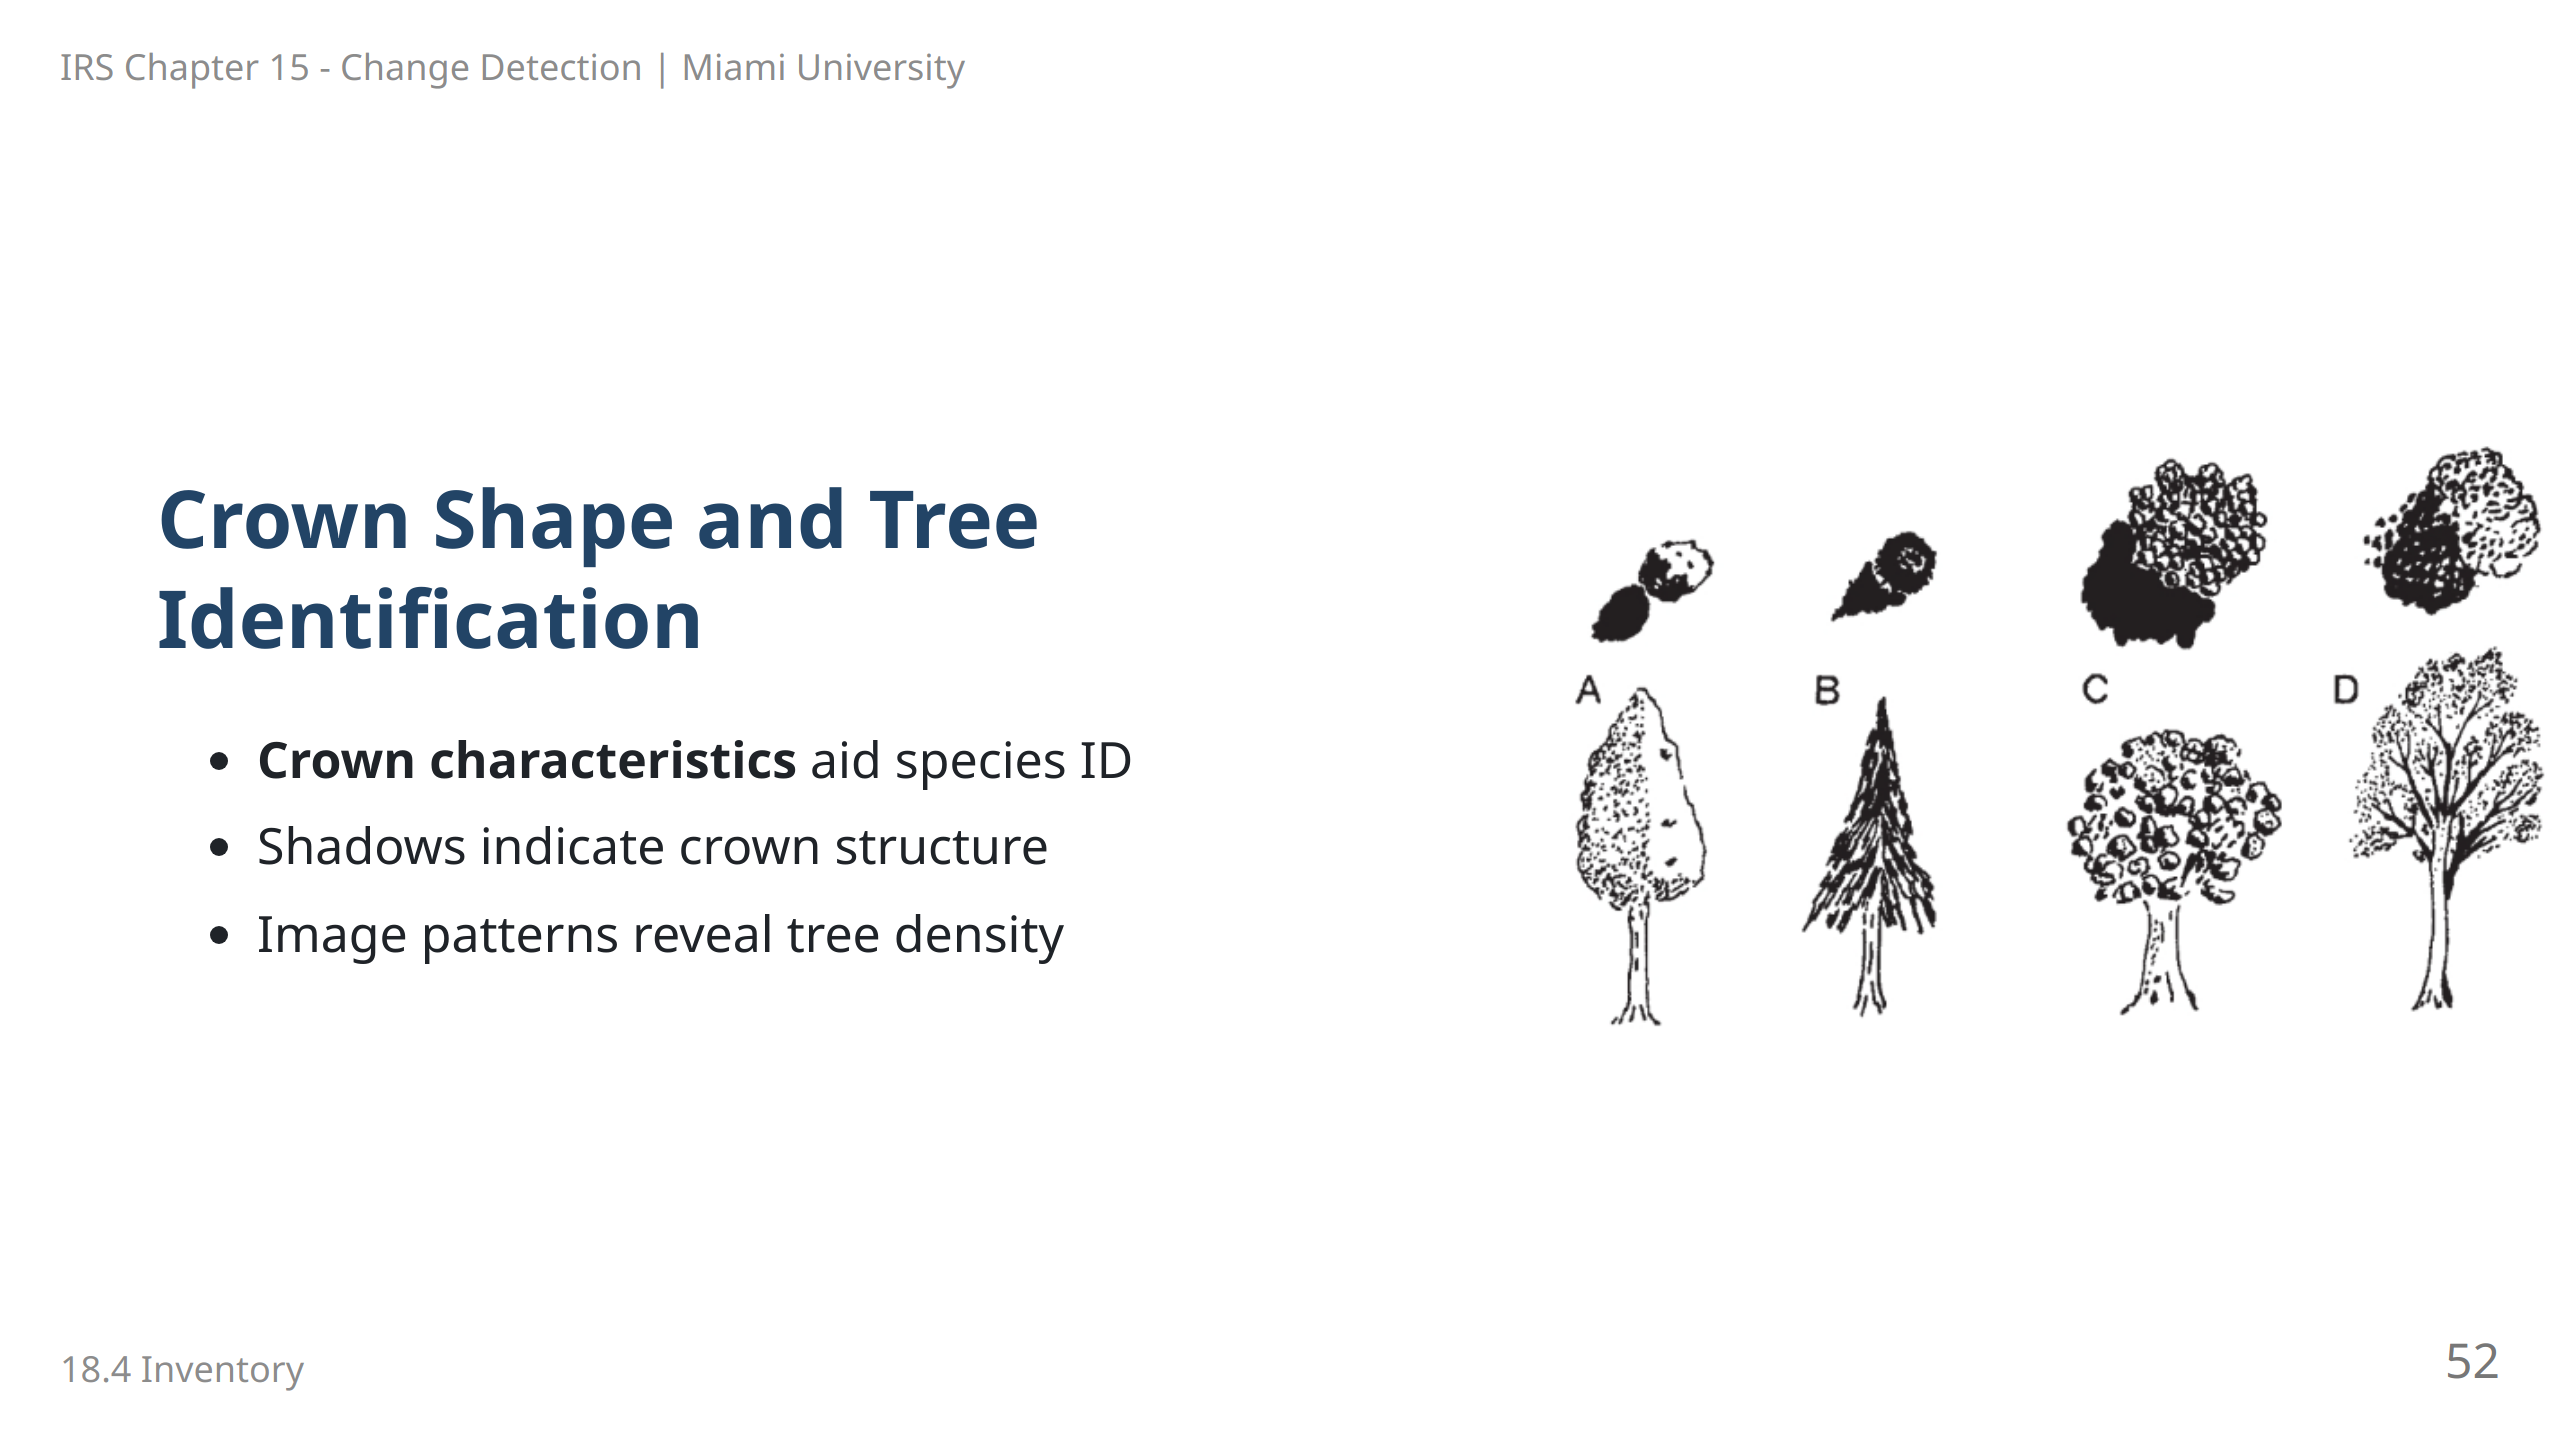 IRS Chapter 15 - Change Detection | Miami University
Crown Shape and Tree
Identification
• Crown characteristics aid species ID
• Shadows indicate crown structure
• Image patterns reveal tree density
A B C D
18.4 Inventory
52